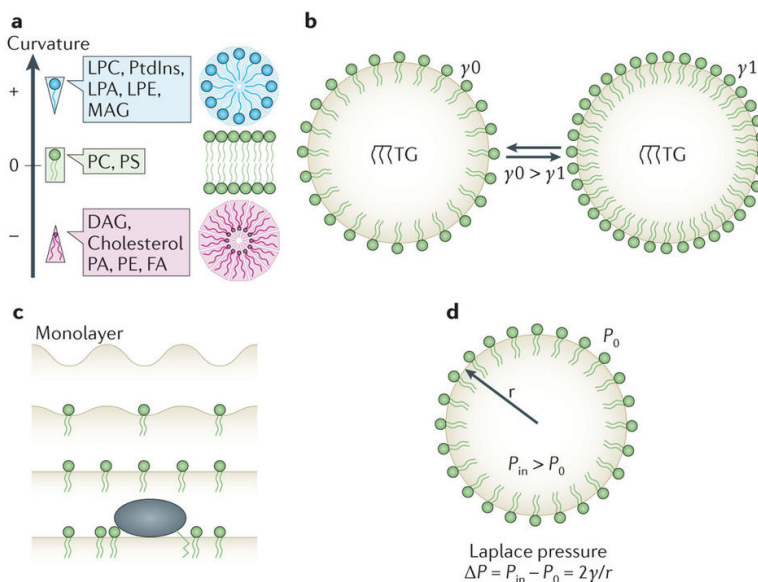 a
Curvature
+
LPC, PtdIns,
LPA, LPE,
MAG
0
PC, PS
–
DAG,
Cholesterol
PA, PE, FA
b
γ0
TG
γ0 > γ1
γ1
TG
c
Monolayer
d
P₀
r
Pᵢₙ > P₀
Laplace pressure
ΔP = Pᵢₙ – P₀ = 2γ/r